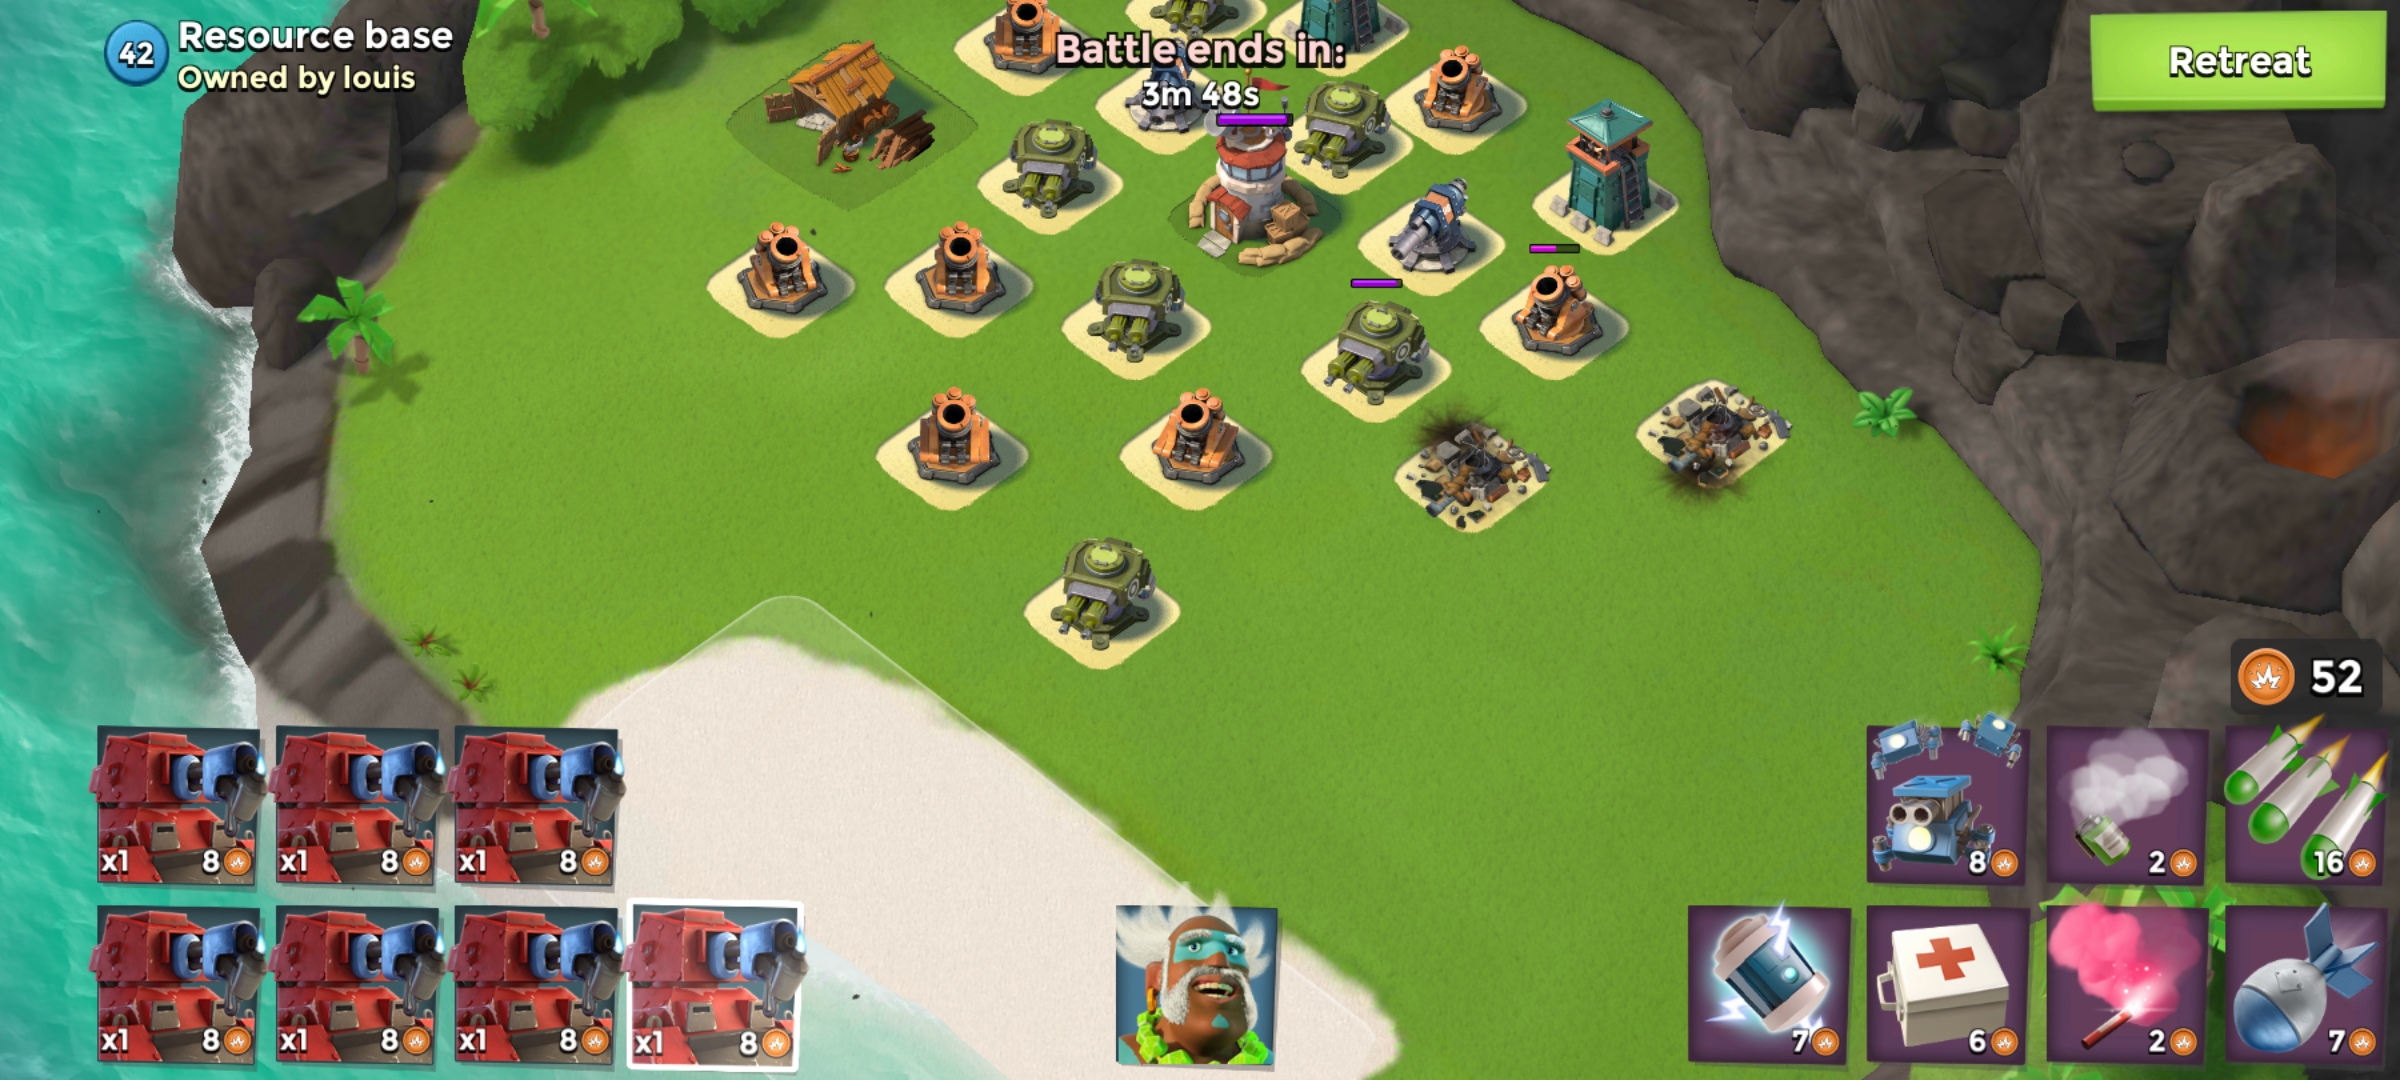 42
Resource base
Owned by louis
Battle ends in:
3m 48s
Retreat
52
x1 8
x1 8
x1 8
8
2
16
x1 8
x1 8
x1 8
x1 8
7
6
2
7